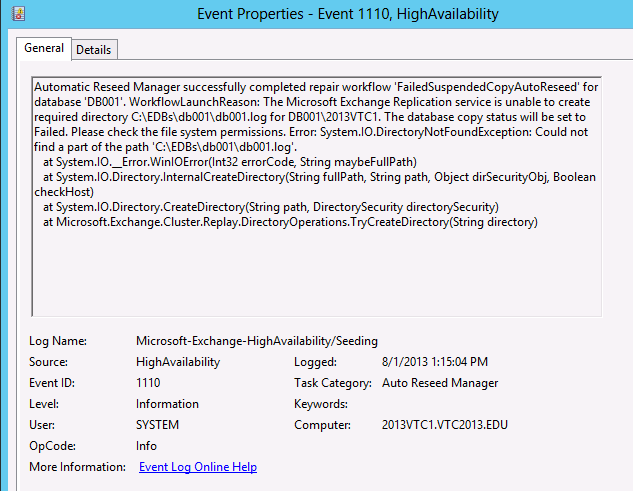 Event Properties - Event 1110, HighAvailability
General Details
Automatic Reseed Manager successfully completed repair workflow 'FailedSuspendedCopyAutoReseed' for
database 'DB001'. WorkflowLaunchReason: The Microsoft Exchange Replication service is unable to create
required directory C:\EDBs\db001\db001.log for DB001\2013VTC1. The database copy status will be set to
Failed. Please check the file system permissions. Error: System.IO.DirectoryNotFoundException: Could not
find a part of the path 'C:\EDBs\db001\db001.log'.
at System.IO.__Error.WinIOError(Int32 errorCode, String maybeFullPath)
at System.IO.Directory.InternalCreateDirectory(String fullPath, String path, Object dirSecurityObj, Boolean
checkHost)
at System.IO.Directory.CreateDirectory(String path, DirectorySecurity directorySecurity)
at Microsoft.Exchange.Cluster.Replay.DirectoryOperations.TryCreateDirectory(String directory)
Log Name: Microsoft-Exchange-HighAvailability/Seeding
Source: HighAvailability Logged: 8/1/2013 1:15:04 PM
Event ID: 1110 Task Category: Auto Reseed Manager
Level: Information Keywords:
User: SYSTEM Computer: 2013VTC1.VTC2013.EDU
OpCode: Info
More Information: Event Log Online Help